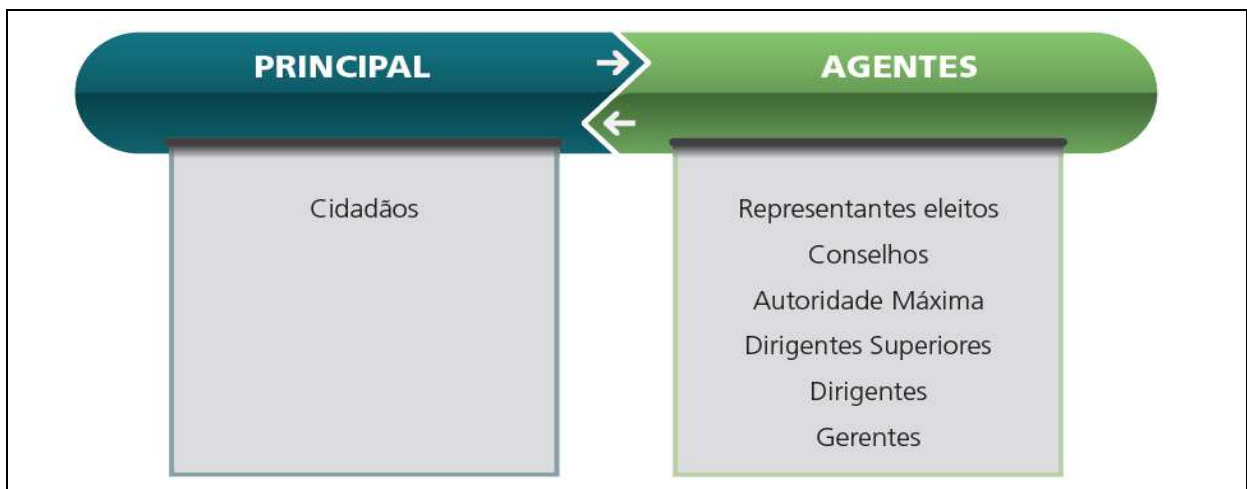 PRINCIPAL
AGENTES
Cidadãos
Representantes eleitos
Conselhos
Autoridade Máxima
Dirigentes Superiores
Dirigentes
Gerentes